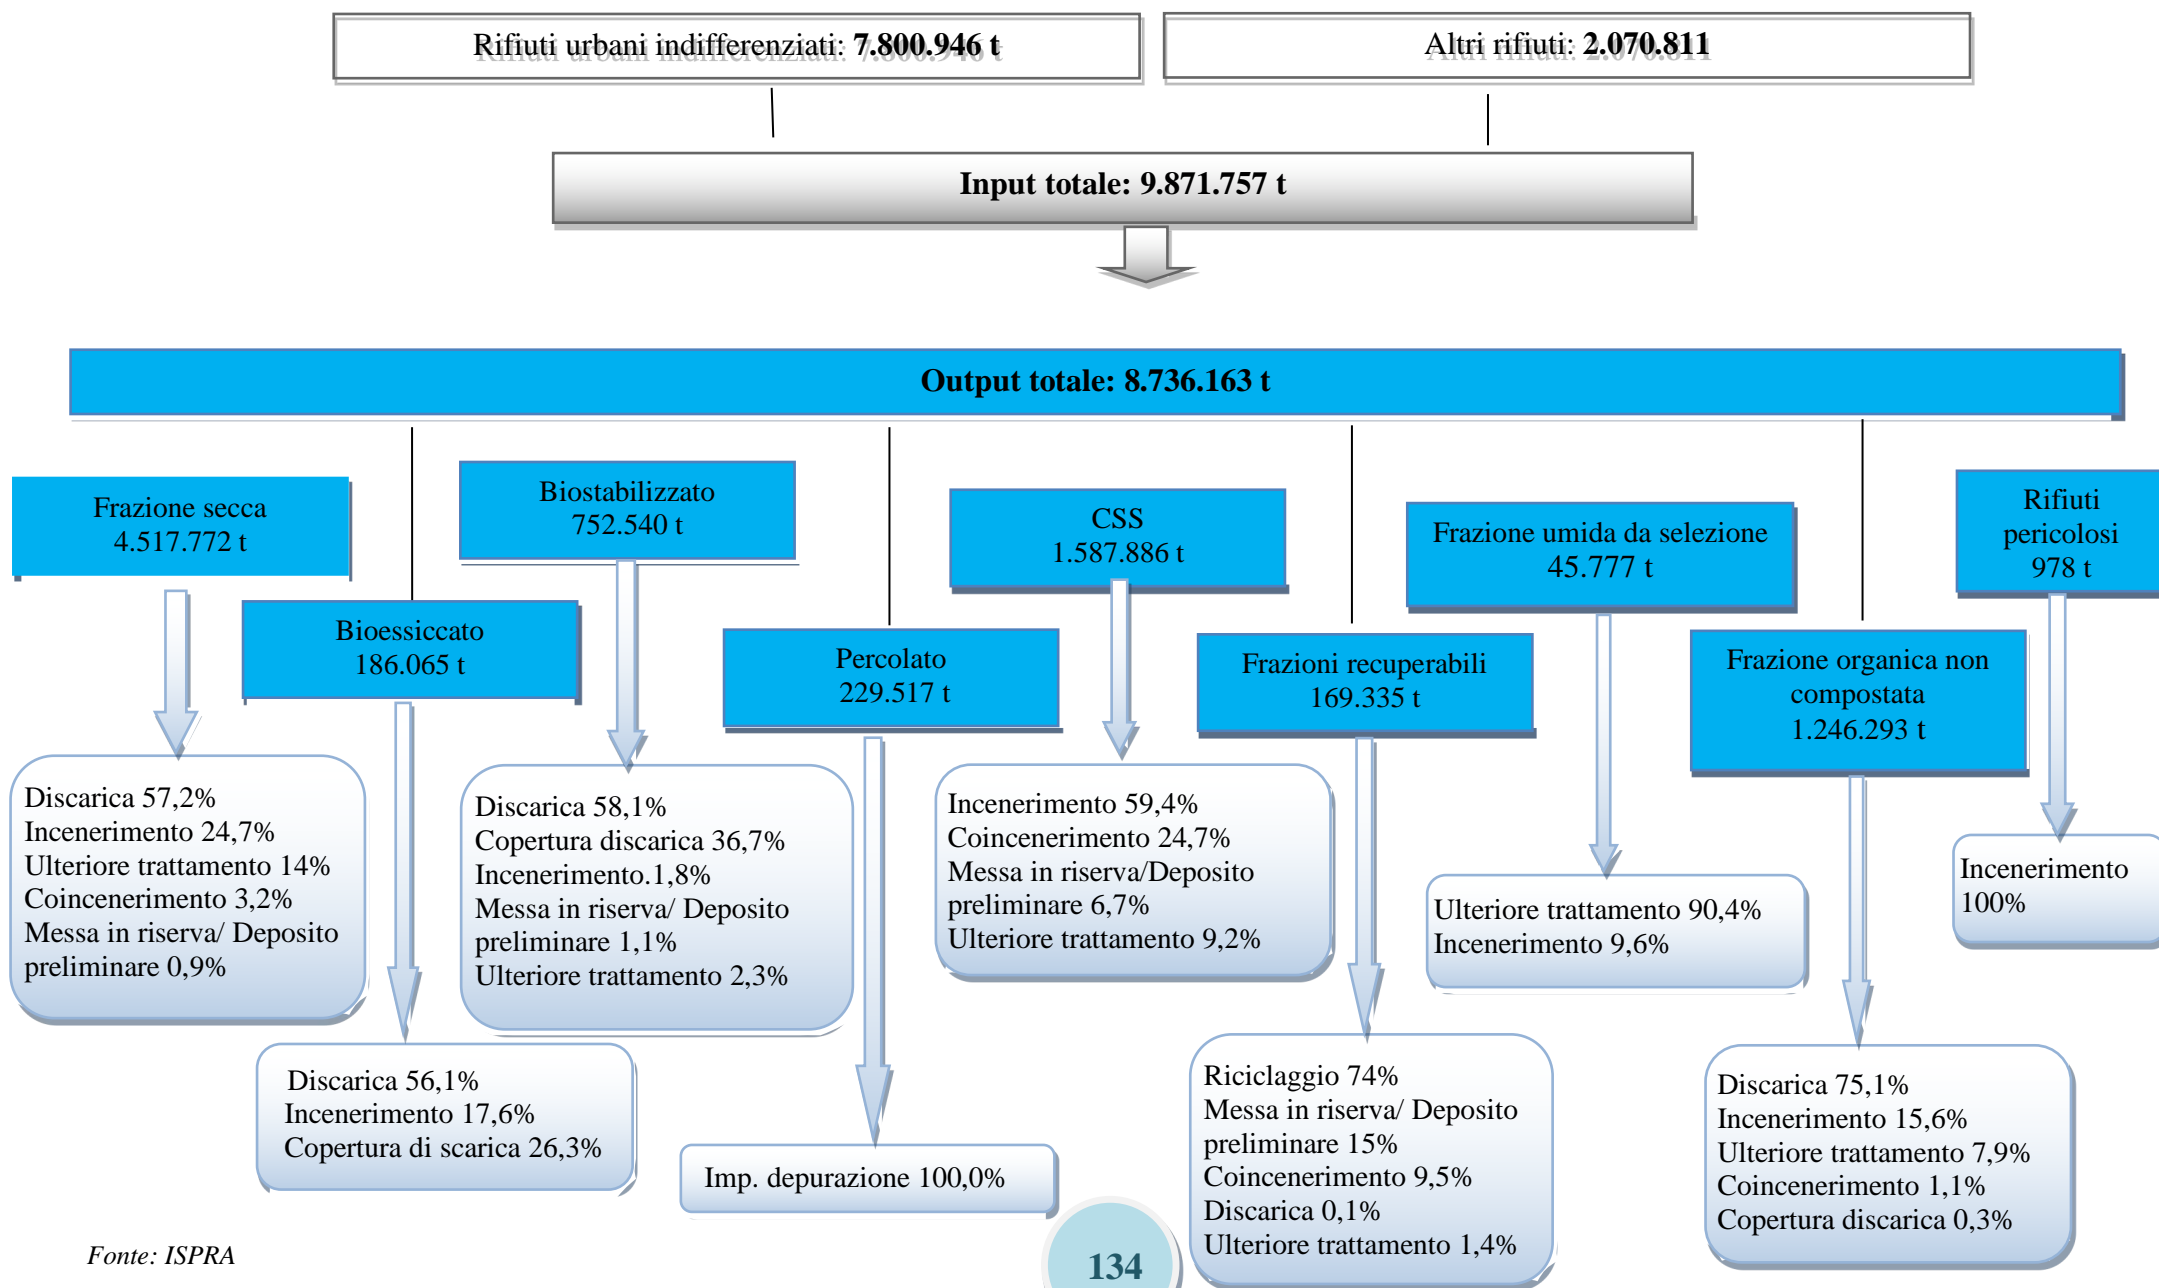 Rifiuti urbani indifferenziati: 7.800.946 t
Altri rifiuti: 2.070.811
Input totale: 9.871.757 t
Output totale: 8.736.163 t
Frazione secca
4.517.772 t
Bioessiccato
186.065 t
Biostabilizzato
752.540 t
Percolato
229.517 t
CSS
1.587.886 t
Frazioni recuperabili
169.335 t
Frazione umida da selezione
45.777 t
Frazione organica non
compostata
1.246.293 t
Rifiuti
pericolosi
978 t
Discarica 57,2%
Incenerimento 24,7%
Ulteriore trattamento 14%
Coincenerimento 3,2%
Messa in riserva/ Deposito
preliminare 0,9%
Discarica 56,1%
Incenerimento 17,6%
Copertura di scarica 26,3%
Discarica 58,1%
Copertura discarica 36,7%
Incenerimento.1,8%
Messa in riserva/ Deposito
preliminare 1,1%
Ulteriore trattamento 2,3%
Imp. depurazione 100,0%
Incenerimento 59,4%
Coincenerimento 24,7%
Messa in riserva/Deposito
preliminare 6,7%
Ulteriore trattamento 9,2%
Riciclaggio 74%
Messa in riserva/ Deposito
preliminare 15%
Coincenerimento 9,5%
Discarica 0,1%
Ulteriore trattamento 1,4%
Ulteriore trattamento 90,4%
Incenerimento 9,6%
Discarica 75,1%
Incenerimento 15,6%
Ulteriore trattamento 7,9%
Coincenerimento 1,1%
Copertura discarica 0,3%
Incenerimento
100%
Fonte: ISPRA
134